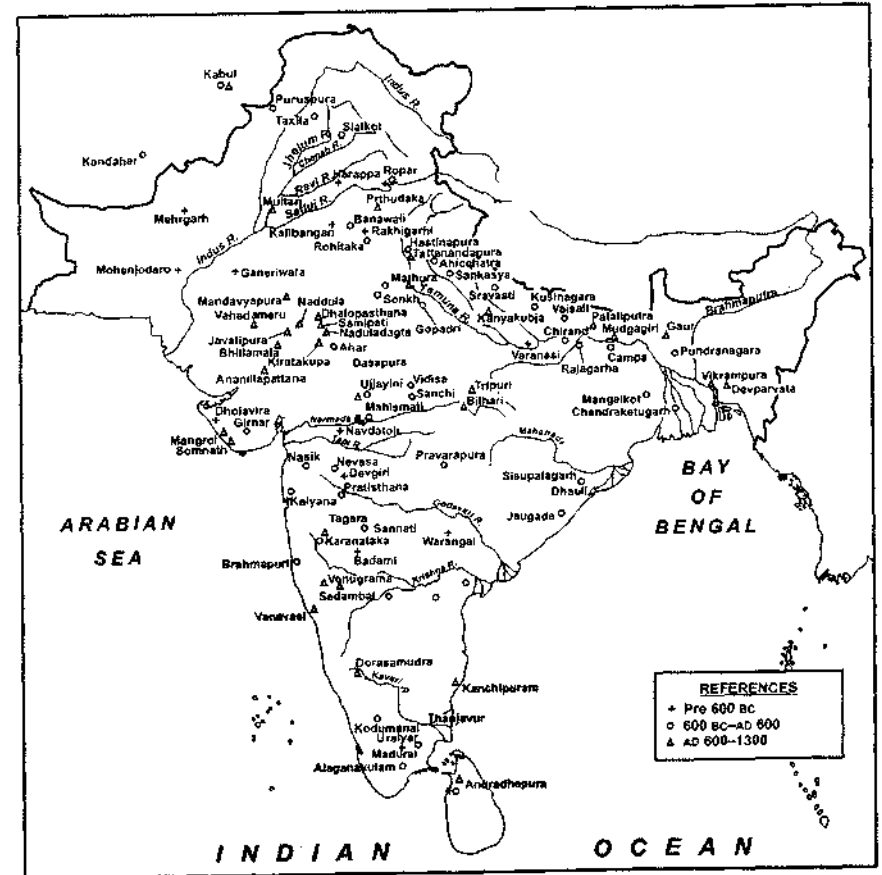 Kabul
Puruspura
Taxila
Indus R.
Sialkot
Jhelum R.
Chenab R.
Kandahar
Ravi R.
Harappa
Ropar
Multan
Satluj R.
Prthudaka
Mehrgarh
Banawali
Kalibangan
Rakhigarhi
Rohitaka
Indus R.
Hastinapura
Tattanandapura
Ahicchatra
Mohenjodaro
Ganeriwara
Mathura
Sankasya
Mandavyapura
Naddula
Sonkh
Yamuna R.
Sravasti
Kusinagara
Brahmaputra
Vahadameru
Dhalopasthana
Vaisali
Pataliputra
Samipati
Gopadri
Kanyakubja
Chirand
Mudgagiri
Gaur
Javalipura
Naduladagta
Bhillamala
Ahar
Varanasi
Campa
Pundranagara
Kiratakupa
Dasapura
Rajagarha
Anahillapattana
Ujjayini
Vidisa
Tripuri
Vikrampura
Sanchi
Devparvata
Dholavira
Mahismati
Bilhari
Mangalkot
Girnar
Narmada
Chandraketugarh
Mangrol
Navdatoli
Somnath
Tapi R.
Mahanadi
Nasik
Nevasa
Pravarapura
Devgiri
Sisupalagarh
BAY
Pratisthana
Dhauli
OF
Kalyana
Godavari R.
Jaugada
BENGAL
ARABIAN
Tagara
Sannati
SEA
Karanataka
Warangal
Brahmapuri
Badami
Venugrama
Krishna R.
Sedambal
Vanavasi
Dorasamudra
Kaveri
Kanchipuram
REFERENCES
+ Pre 600 BC
○ 600 BC–AD 600
△ AD 600–1300
Thanjavur
Kodumanal
Uraiyar
Madurai
Alagankulam
Anuradhapura
INDIAN
OCEAN